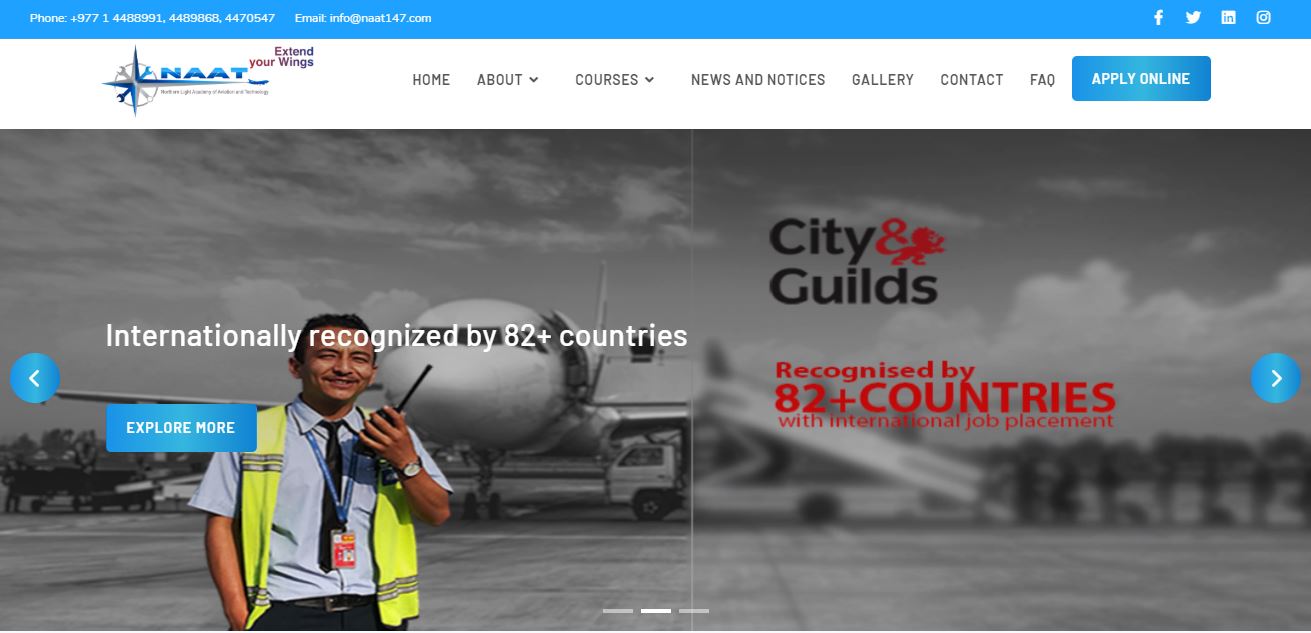 Phone: +977 1 4488991, 4489868, 4470547 Email: info@naat147.com
Extend
your Wings
NAAT
Northern Light Academy of Aviation and Technology
HOME ABOUT COURSES NEWS AND NOTICES GALLERY CONTACT FAQ APPLY ONLINE
City&
Guilds
Internationally recognized by 82+ countries
Recognised by
82+COUNTRIES
with international job placement
EXPLORE MORE